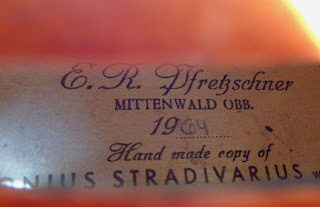 E. R. Pfretzschner
MITTENWALD OBB.
1964
Hand made copy of
ONIUS STRADIVARIUS